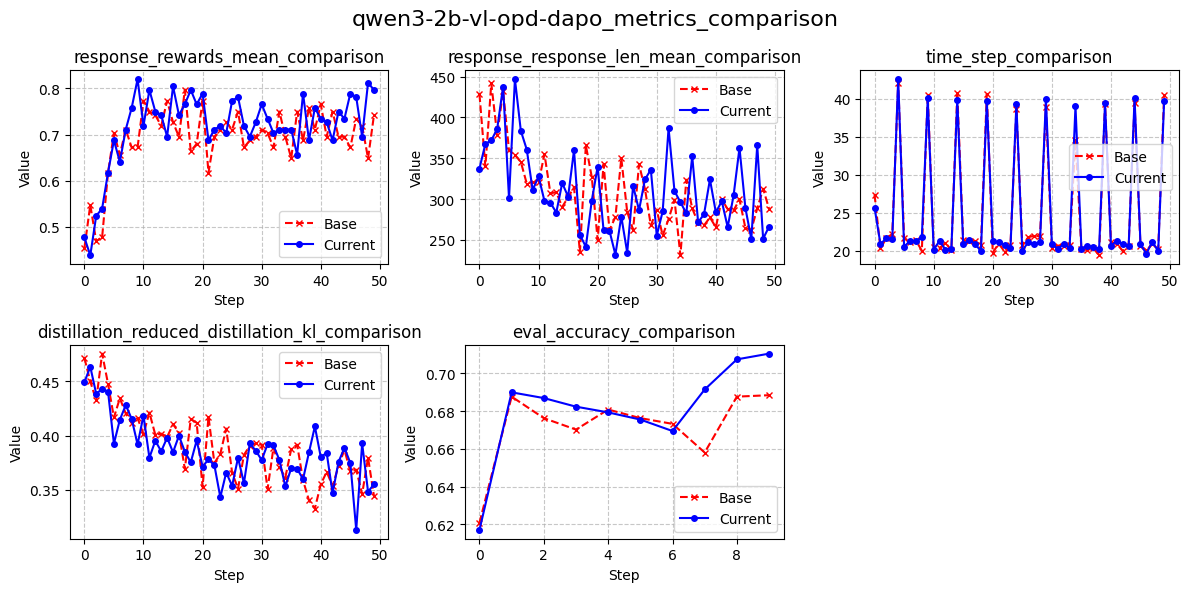 qwen3-2b-vl-opd-dapo_metrics_comparison
response_rewards_mean_comparison
Value
0.8
0.7
0.6
0.5
0 10 20 30 40 50
Step
Base
Current
response_response_len_mean_comparison
Value
450
400
350
300
250
0 10 20 30 40 50
Step
Base
Current
time_step_comparison
Value
40
35
30
25
20
0 10 20 30 40 50
Step
Base
Current
distillation_reduced_distillation_kl_comparison
Value
0.45
0.40
0.35
0 10 20 30 40 50
Step
Base
Current
eval_accuracy_comparison
Value
0.70
0.68
0.66
0.64
0.62
0 2 4 6 8
Step
Base
Current